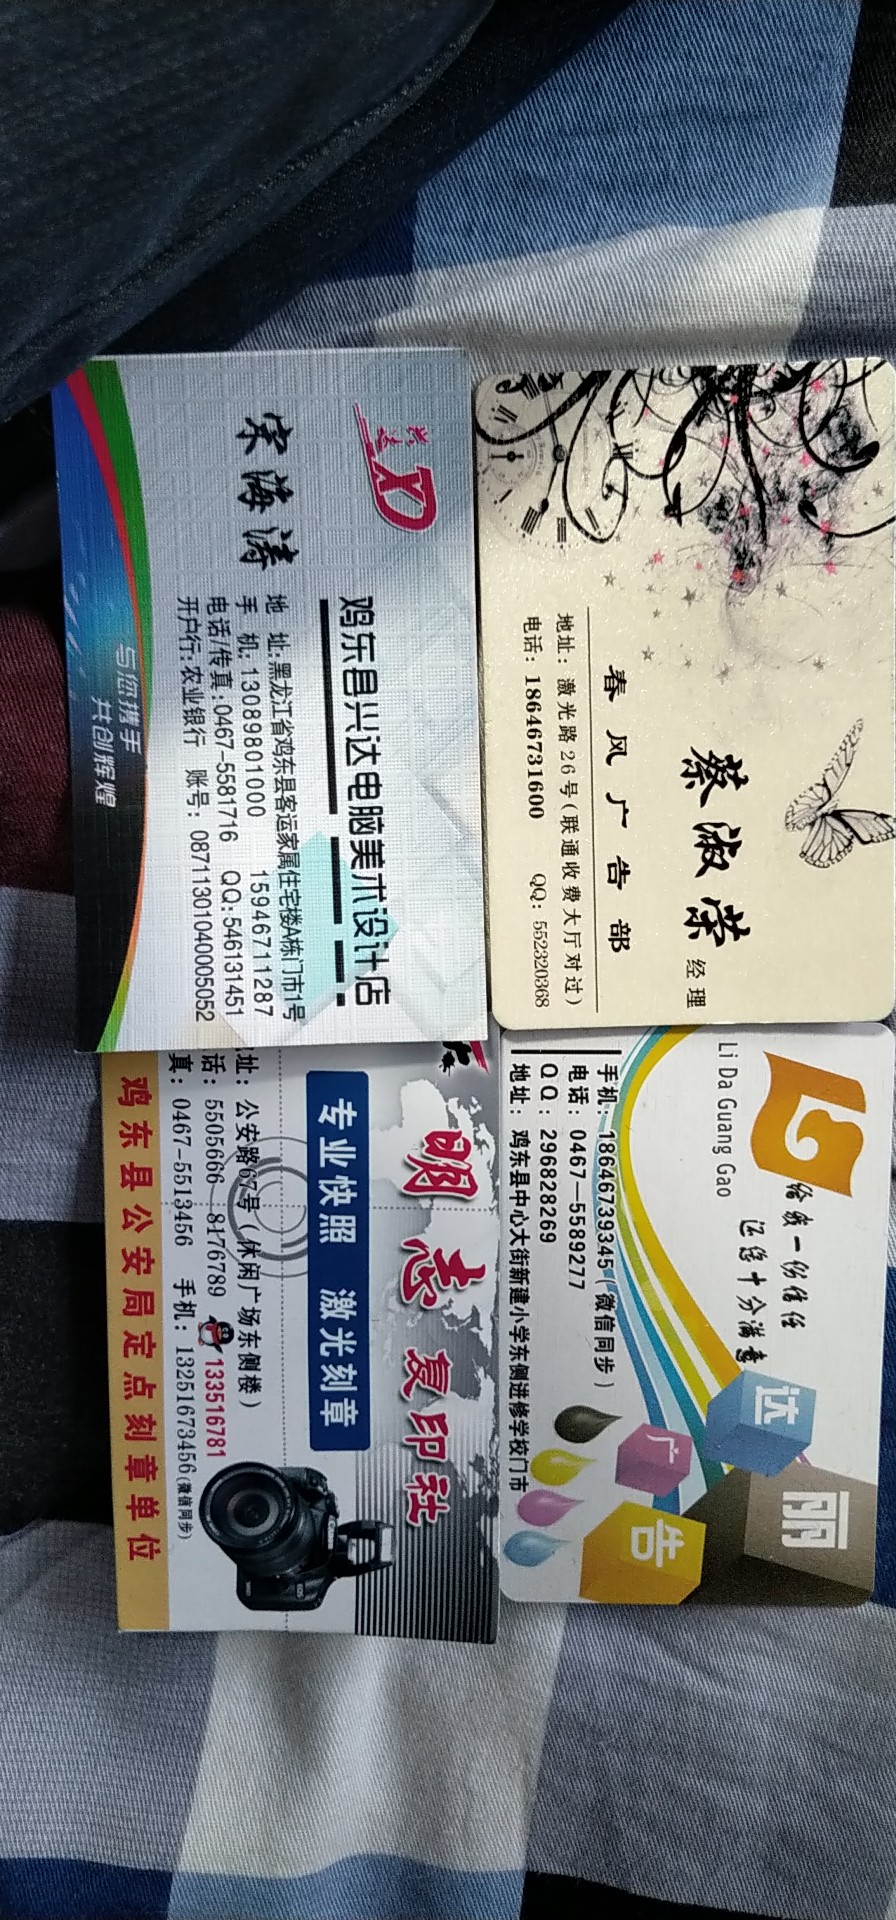 蔡淑荣 经理
春风广告部
地址：激光路26号(联通收费大厅对过)
电话：18646731600 QQ：552320368
兴达
XD
鸡东县兴达电脑美术设计店
宋海涛
地 址:黑龙江省鸡东县客运家属住宅楼A栋门市1号
手 机:13089801000 15946711287
电话/传真:0467-5581716 QQ:546131451
开户行:农业银行 账号：08711301040005052
与您携手
共创辉煌
Li Da Guang Gao
给我一份信任
还您十分满意
丽
达
广
告
手机：18646739345(微信同步)
电话：0467—5589277
QQ：296828269
地址：鸡东县中心大街新建小学东侧进修学校门市
明志复印社
专业快照 激光刻章
址：公安路67号(休闲广场东侧楼)
话：5505666 8176789 133516781
真：0467-5513456 手机：13251673456(微信同步)
鸡东县公安局定点刻章单位